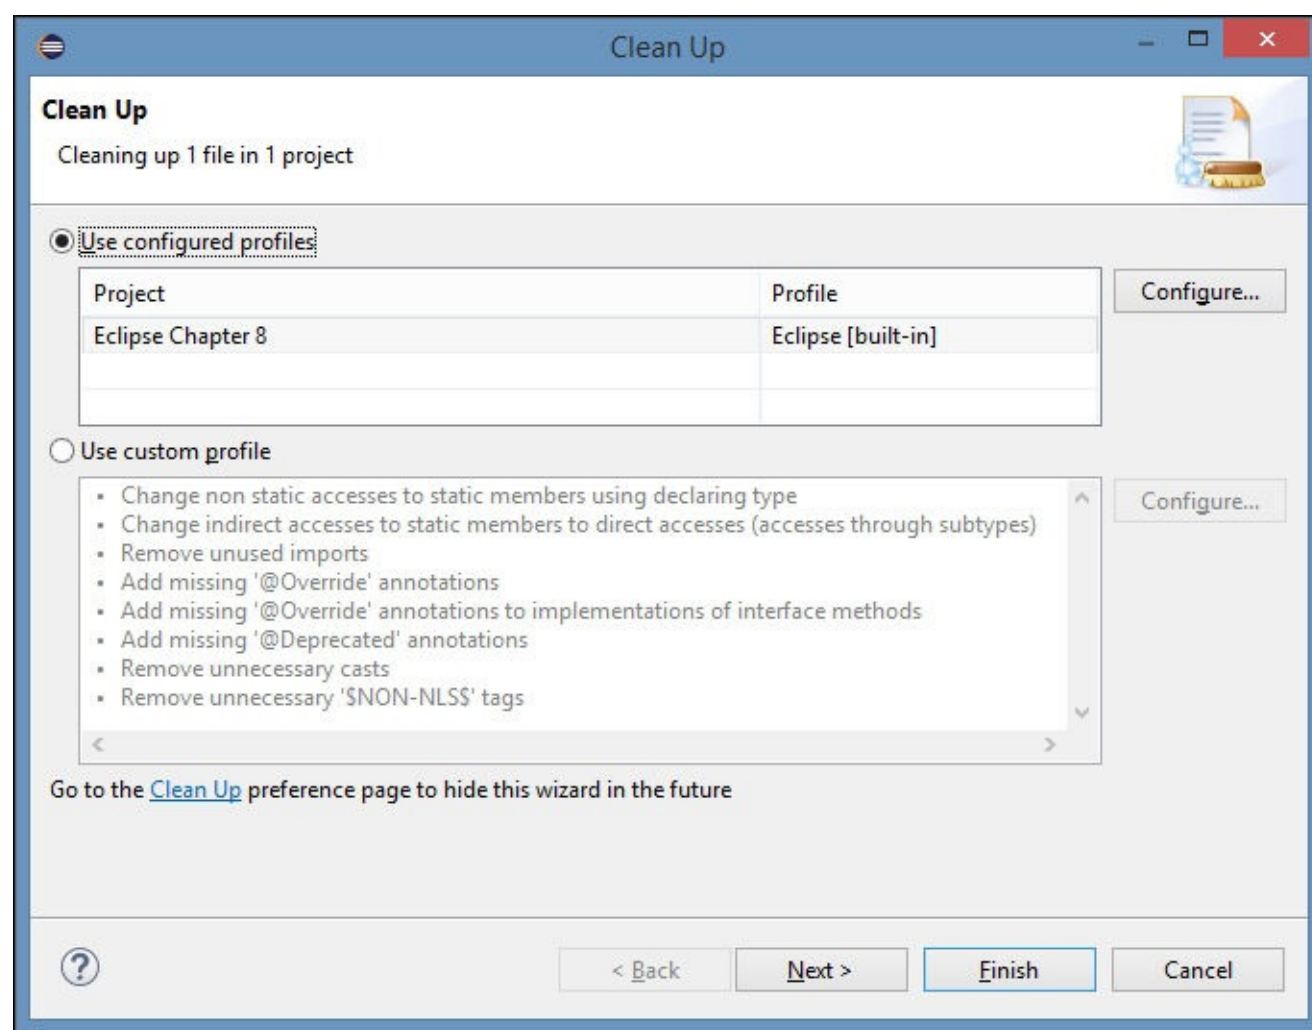 Clean Up
Clean Up
Cleaning up 1 file in 1 project
Use configured profiles
Project Profile Configure...
Eclipse Chapter 8 Eclipse [built-in]
Use custom profile
Change non static accesses to static members using declaring type Configure...
Change indirect accesses to static members to direct accesses (accesses through subtypes)
Remove unused imports
Add missing '@Override' annotations
Add missing '@Override' annotations to implementations of interface methods
Add missing '@Deprecated' annotations
Remove unnecessary casts
Remove unnecessary '$NON-NLS$' tags
Go to the Clean Up preference page to hide this wizard in the future
? < Back Next > Finish Cancel